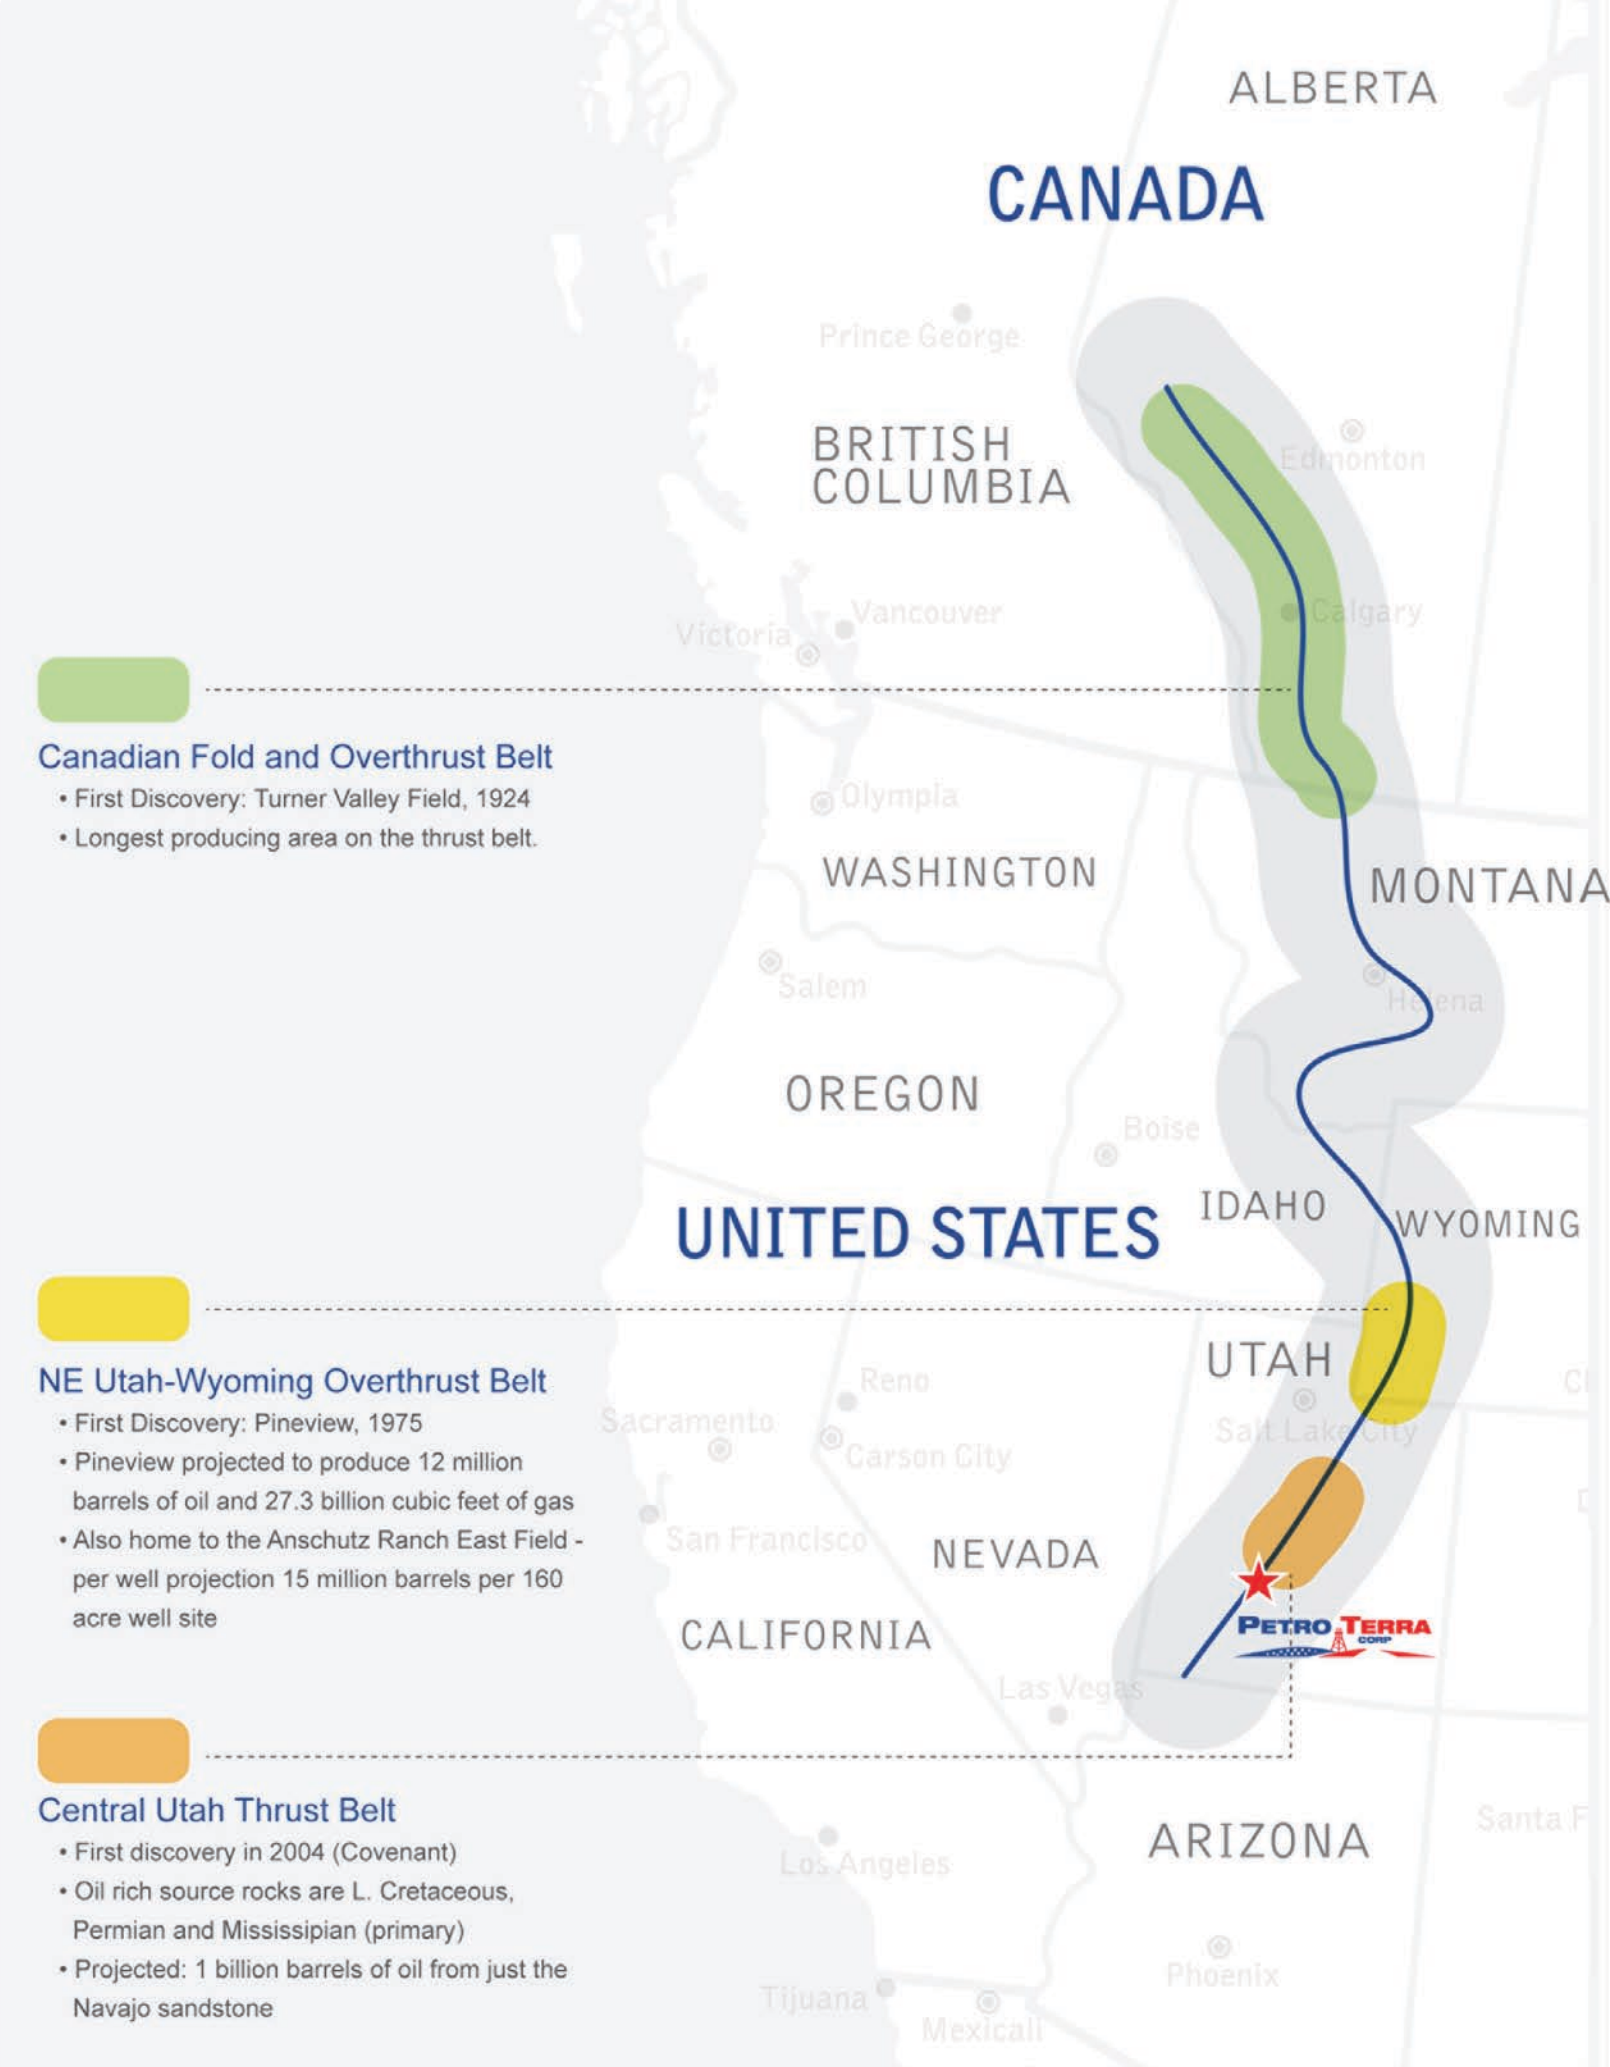 ALBERTA
CANADA
Prince George
BRITISH
COLUMBIA
Edmonton
Calgary
Vancouver
Victoria
Canadian Fold and Overthrust Belt
• First Discovery: Turner Valley Field, 1924
• Longest producing area on the thrust belt.
Olympia
WASHINGTON
MONTANA
Salem
Helena
OREGON
Boise
IDAHO
UNITED STATES
WYOMING
NE Utah-Wyoming Overthrust Belt
• First Discovery: Pineview, 1975
• Pineview projected to produce 12 million
barrels of oil and 27.3 billion cubic feet of gas
• Also home to the Anschutz Ranch East Field -
per well projection 15 million barrels per 160
acre well site
UTAH
Reno
Sacramento
Salt Lake City
Carson City
San Francisco
NEVADA
CALIFORNIA
PETRO TERRA
CORP
Las Vegas
Central Utah Thrust Belt
• First discovery in 2004 (Covenant)
• Oil rich source rocks are L. Cretaceous,
Permian and Mississipian (primary)
• Projected: 1 billion barrels of oil from just the
Navajo sandstone
Santa F
ARIZONA
Los Angeles
Phoenix
Tijuana
Mexicali